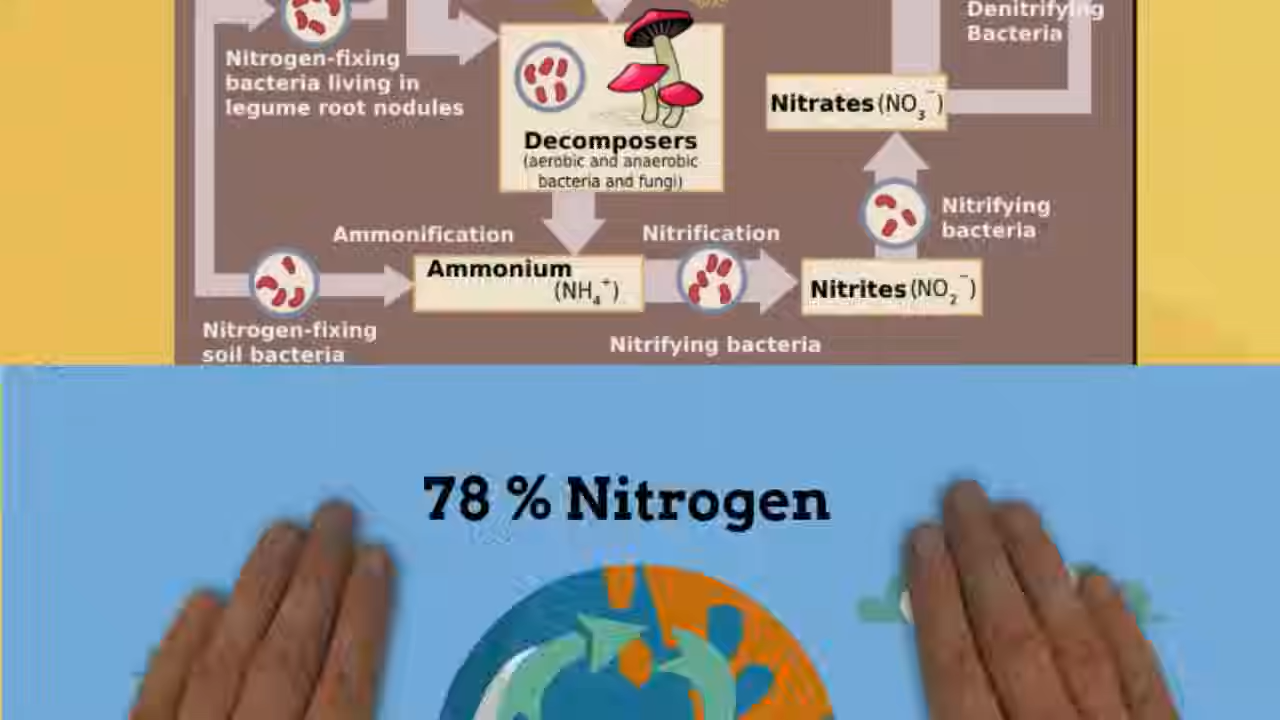 Denitrifying
Bacteria
Nitrogen-fixing
bacteria living in
legume root nodules
Nitrates (NO₃⁻)
Decomposers
(aerobic and anaerobic
bacteria and fungi)
Nitrifying
bacteria
Ammonification
Nitrification
Ammonium
(NH₄⁺)
Nitrites (NO₂⁻)
Nitrogen-fixing
soil bacteria
Nitrifying bacteria
78 % Nitrogen